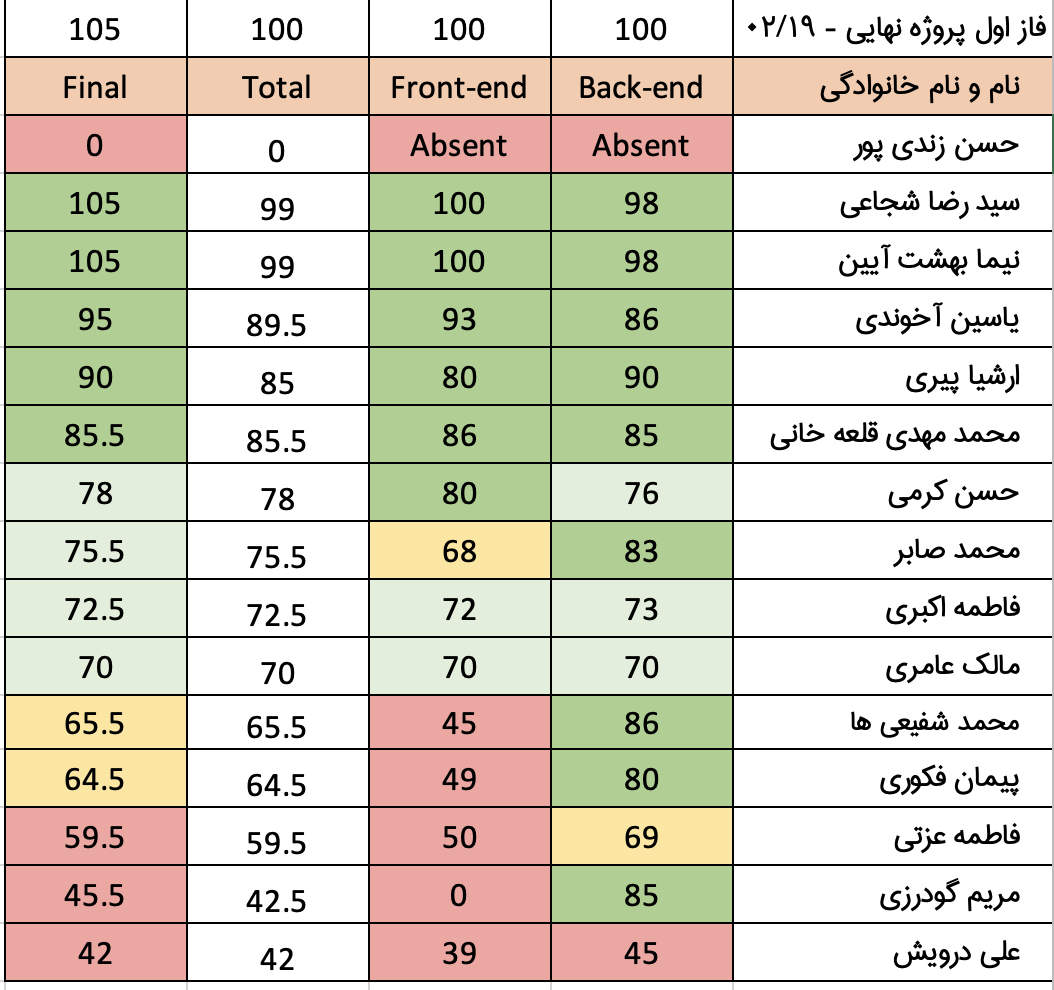 فاز اول پروژه نهایی - ۰۲/۱۹ 100 100 100 105
نام و نام خانوادگی Back-end Front-end Total Final
حسن زندی پور Absent Absent 0 0
سید رضا شجاعی 98 100 99 105
نیما بهشت آیین 98 100 99 105
یاسین آخوندی 86 93 89.5 95
ارشیا پیری 90 80 85 90
محمد مهدی قلعه خانی 85 86 85.5 85.5
حسن کرمی 76 80 78 78
محمد صابر 83 68 75.5 75.5
فاطمه اکبری 73 72 72.5 72.5
مالک عامری 70 70 70 70
محمد شفیعی ها 86 45 65.5 65.5
پیمان فکوری 80 49 64.5 64.5
فاطمه عزتی 69 50 59.5 59.5
مریم گودرزی 85 0 42.5 45.5
علی درویش 45 39 42 42